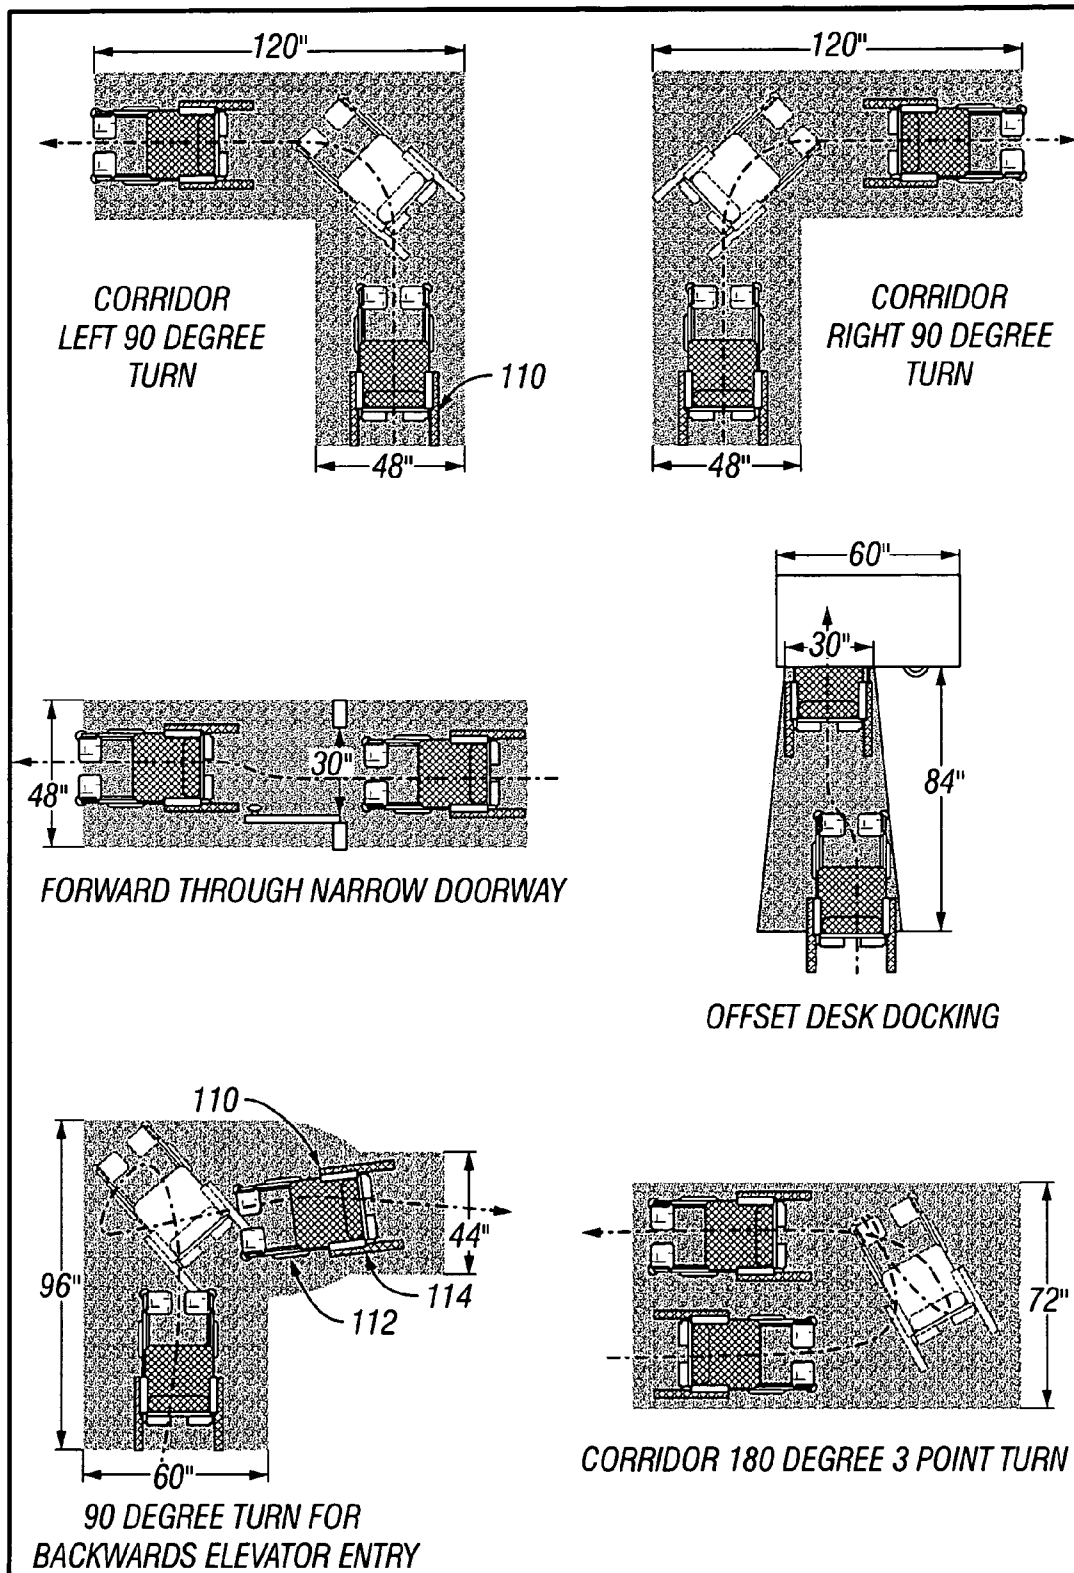 120"
120"
CORRIDOR
LEFT 90 DEGREE
TURN
110
48"
CORRIDOR
RIGHT 90 DEGREE
TURN
48"
60"
30"
84"
OFFSET DESK DOCKING
48"
30"
FORWARD THROUGH NARROW DOORWAY
110
96"
44"
114
112
60"
90 DEGREE TURN FOR
BACKWARDS ELEVATOR ENTRY
72"
CORRIDOR 180 DEGREE 3 POINT TURN